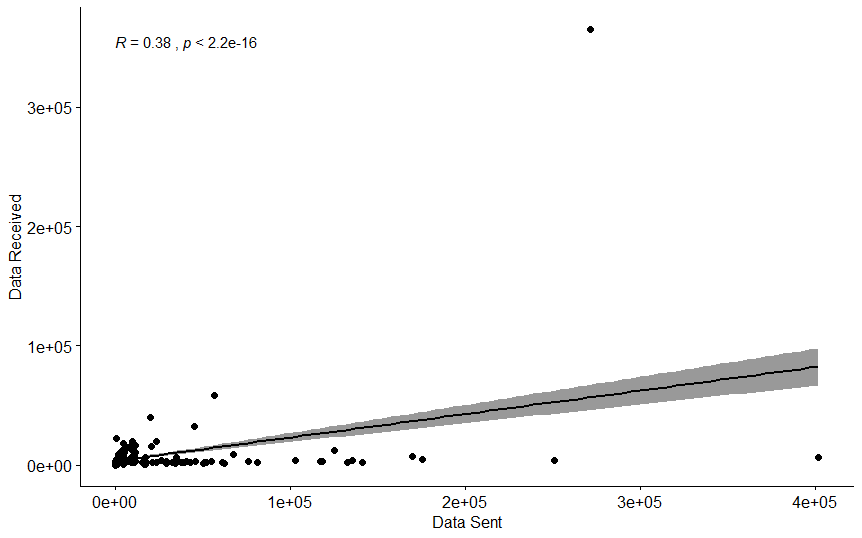 R = 0.38 , p < 2.2e-16
3e+05
2e+05
1e+05
0e+00
Data Received
0e+00 1e+05 2e+05 3e+05 4e+05
Data Sent